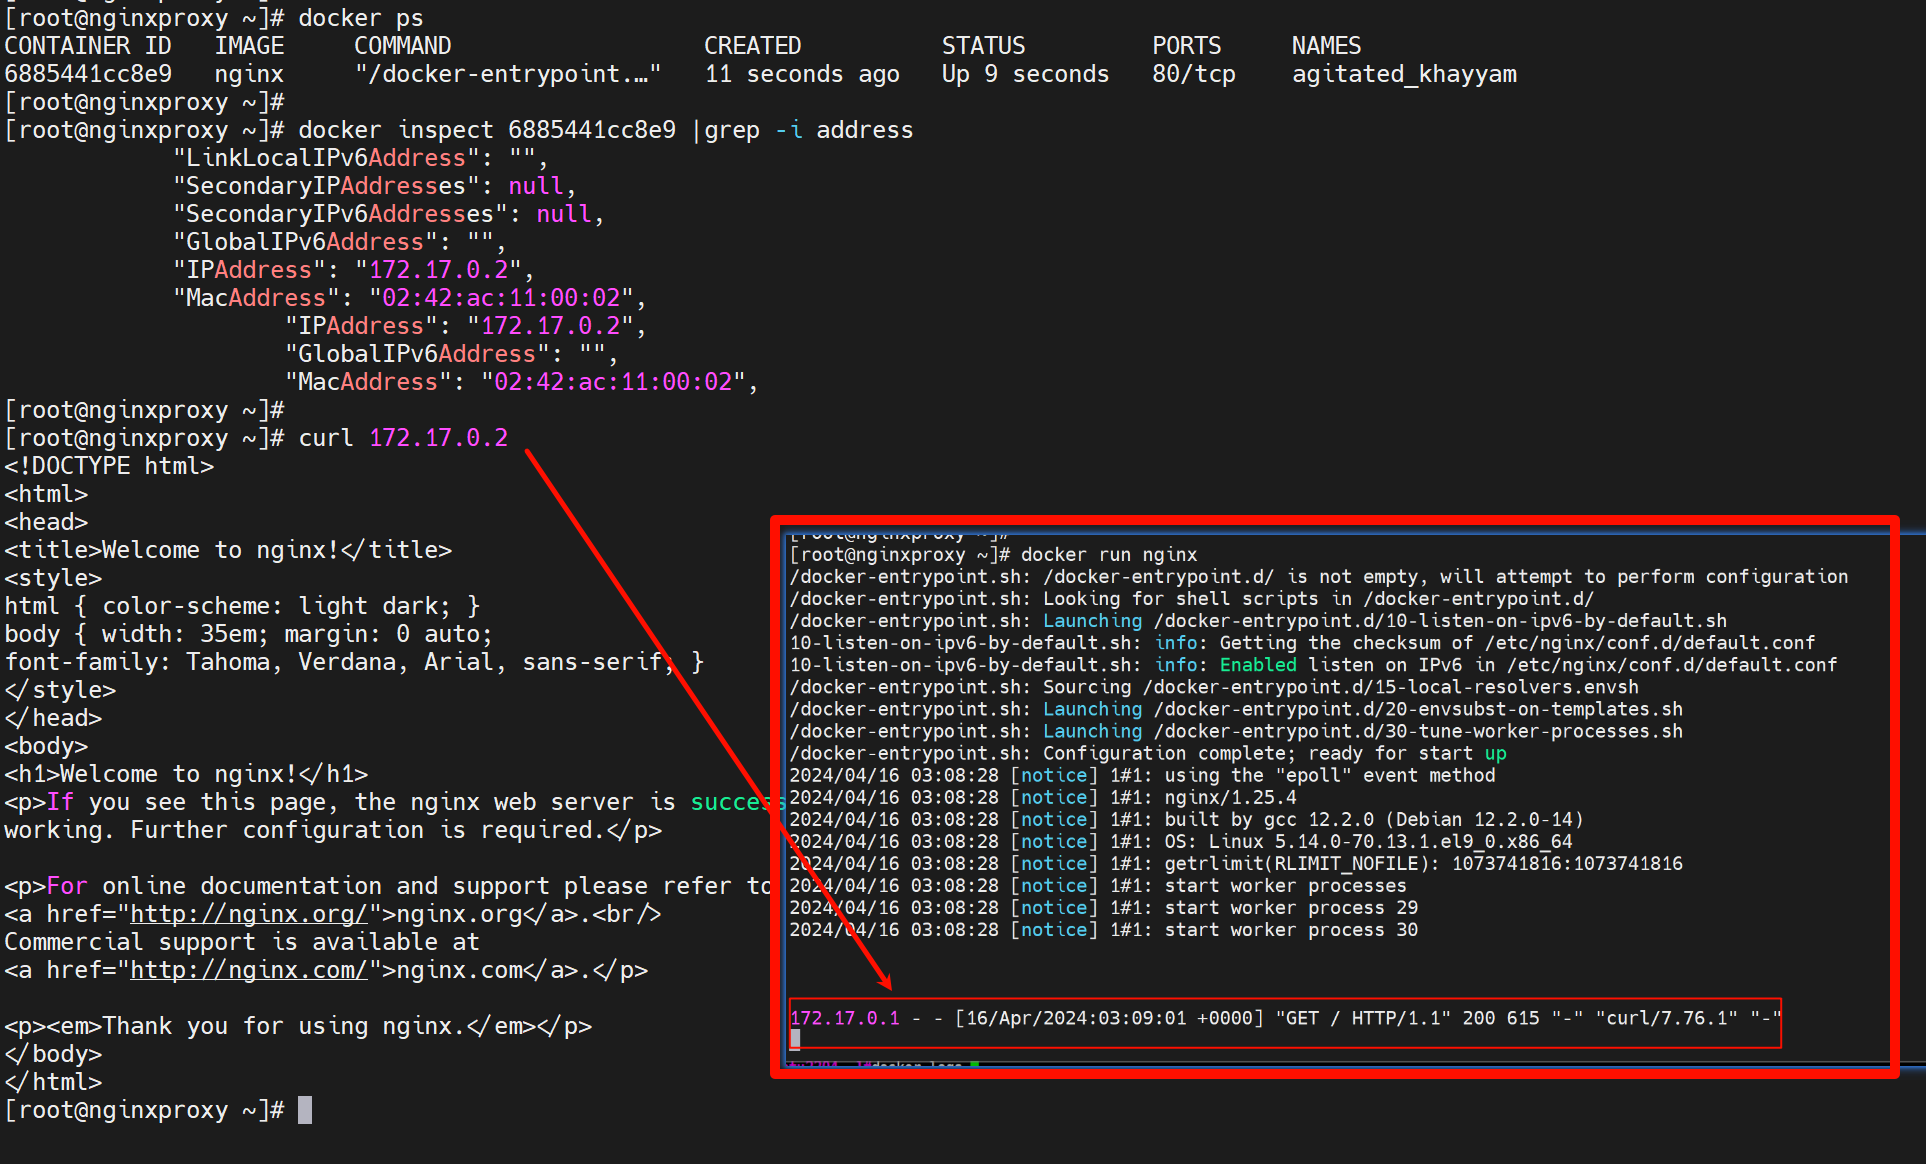 [root@nginxproxy ~]# docker ps
CONTAINER ID   IMAGE     COMMAND                  CREATED          STATUS         PORTS     NAMES
6885441cc8e9   nginx     "/docker-entrypoint.…"   11 seconds ago   Up 9 seconds   80/tcp    agitated_khayyam
[root@nginxproxy ~]#
[root@nginxproxy ~]# docker inspect 6885441cc8e9 |grep -i address
            "LinkLocalIPv6Address": "",
            "SecondaryIPAddresses": null,
            "SecondaryIPv6Addresses": null,
            "GlobalIPv6Address": "",
            "IPAddress": "172.17.0.2",
            "MacAddress": "02:42:ac:11:00:02",
                    "IPAddress": "172.17.0.2",
                    "GlobalIPv6Address": "",
                    "MacAddress": "02:42:ac:11:00:02",
[root@nginxproxy ~]#
[root@nginxproxy ~]# curl 172.17.0.2
<!DOCTYPE html>
<html>
<head>
<title>Welcome to nginx!</title>
<style>
html { color-scheme: light dark; }
body { width: 35em; margin: 0 auto;
font-family: Tahoma, Verdana, Arial, sans-serif; }
</style>
</head>
<body>
<h1>Welcome to nginx!</h1>
<p>If you see this page, the nginx web server is success
working. Further configuration is required.</p>

<p>For online documentation and support please refer to
<a href="http://nginx.org/">nginx.org</a>.<br/>
Commercial support is available at
<a href="http://nginx.com/">nginx.com</a>.</p>

<p><em>Thank you for using nginx.</em></p>
</body>
</html>
[root@nginxproxy ~]#
[root@nginxproxy ~]#
[root@nginxproxy ~]# docker run nginx
/docker-entrypoint.sh: /docker-entrypoint.d/ is not empty, will attempt to perform configuration
/docker-entrypoint.sh: Looking for shell scripts in /docker-entrypoint.d/
/docker-entrypoint.sh: Launching /docker-entrypoint.d/10-listen-on-ipv6-by-default.sh
10-listen-on-ipv6-by-default.sh: info: Getting the checksum of /etc/nginx/conf.d/default.conf
10-listen-on-ipv6-by-default.sh: info: Enabled listen on IPv6 in /etc/nginx/conf.d/default.conf
/docker-entrypoint.sh: Sourcing /docker-entrypoint.d/15-local-resolvers.envsh
/docker-entrypoint.sh: Launching /docker-entrypoint.d/20-envsubst-on-templates.sh
/docker-entrypoint.sh: Launching /docker-entrypoint.d/30-tune-worker-processes.sh
/docker-entrypoint.sh: Configuration complete; ready for start up
2024/04/16 03:08:28 [notice] 1#1: using the "epoll" event method
2024/04/16 03:08:28 [notice] 1#1: nginx/1.25.4
2024/04/16 03:08:28 [notice] 1#1: built by gcc 12.2.0 (Debian 12.2.0-14)
2024/04/16 03:08:28 [notice] 1#1: OS: Linux 5.14.0-70.13.1.el9_0.x86_64
2024/04/16 03:08:28 [notice] 1#1: getrlimit(RLIMIT_NOFILE): 1073741816:1073741816
2024/04/16 03:08:28 [notice] 1#1: start worker processes
2024/04/16 03:08:28 [notice] 1#1: start worker process 29
2024/04/16 03:08:28 [notice] 1#1: start worker process 30

172.17.0.1 - - [16/Apr/2024:03:09:01 +0000] "GET / HTTP/1.1" 200 615 "-" "curl/7.76.1" "-"